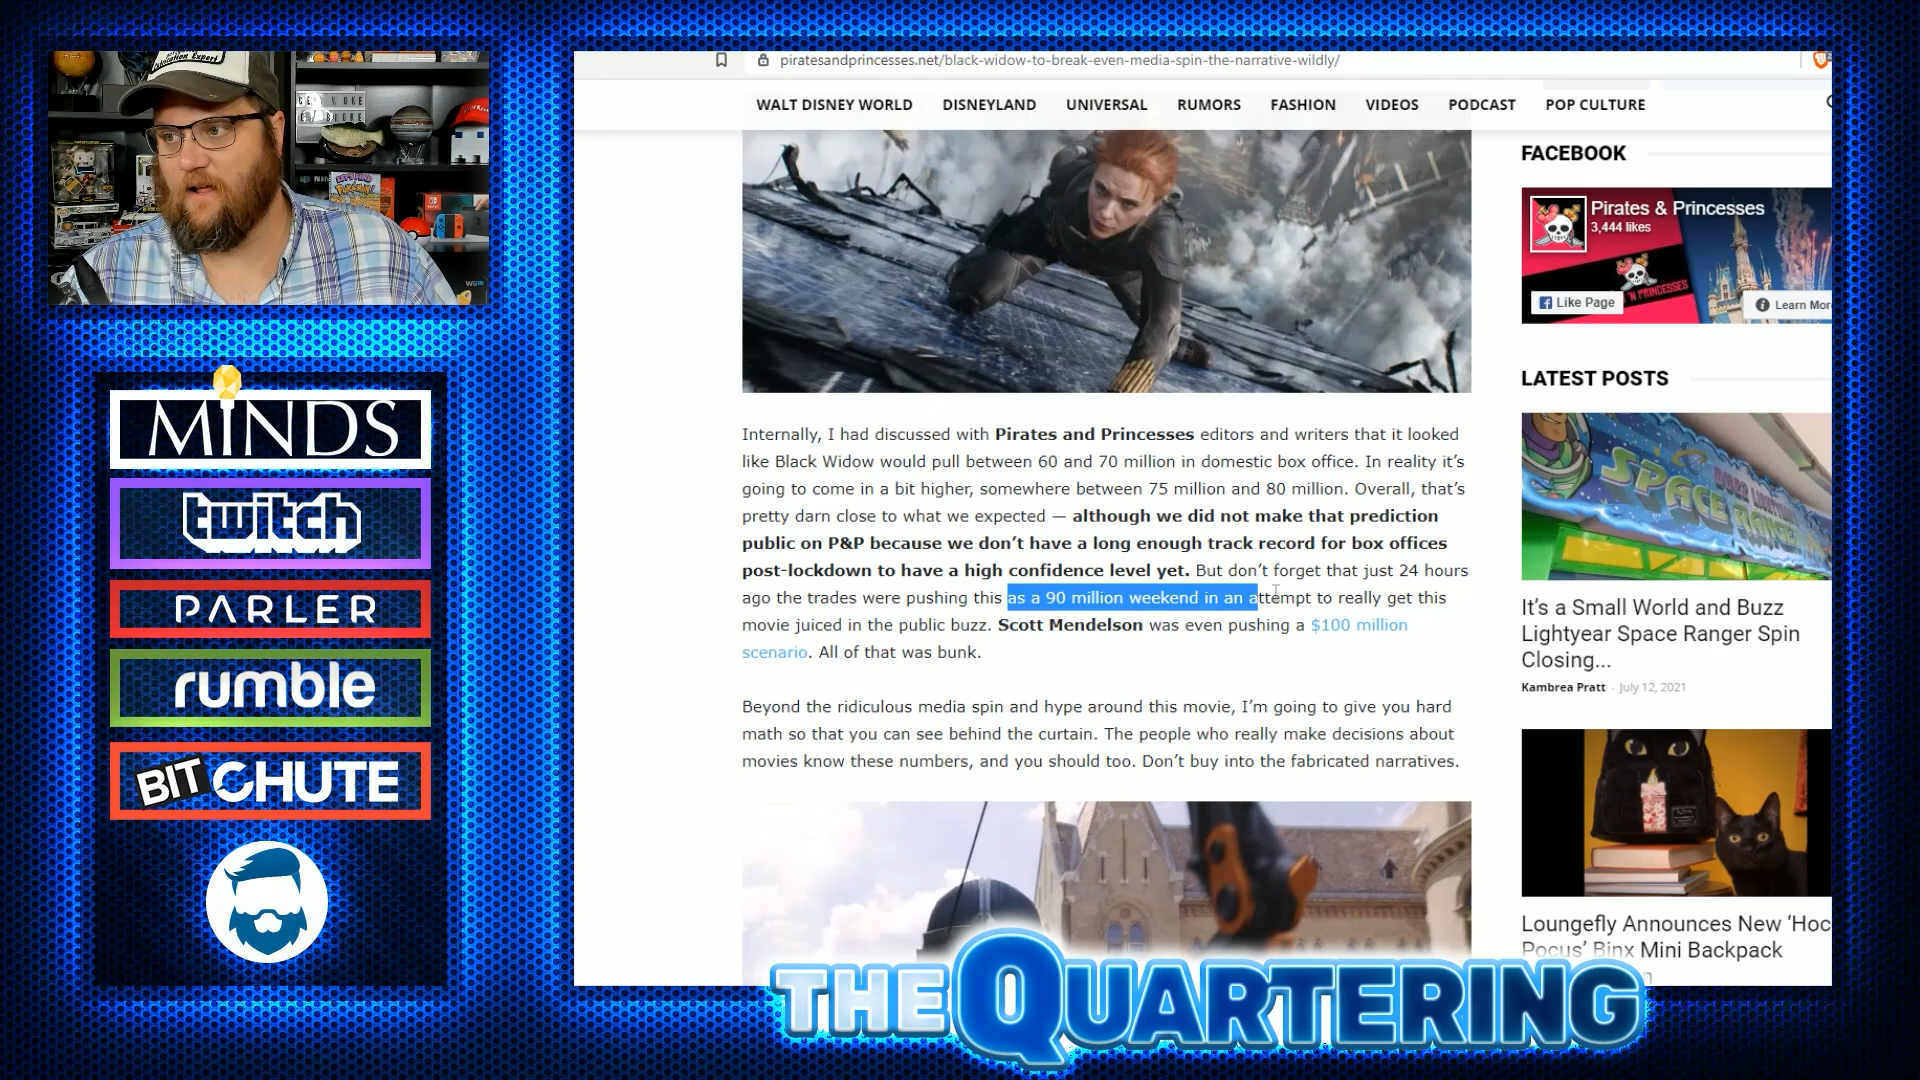 piratesandprincesses.net/black-widow-to-break-even-media-spin-the-narrative-wildly/
WALT DISNEY WORLD DISNEYLAND UNIVERSAL RUMORS FASHION VIDEOS PODCAST POP CULTURE
GET WOKE
GO BROKE
MINDS
twitch
PARLER
rumble
BITCHUTE
Internally, I had discussed with Pirates and Princesses editors and writers that it looked
like Black Widow would pull between 60 and 70 million in domestic box office. In reality it's
going to come in a bit higher, somewhere between 75 million and 80 million. Overall, that's
pretty darn close to what we expected — although we did not make that prediction
public on P&P because we don't have a long enough track record for box offices
post-lockdown to have a high confidence level yet. But don't forget that just 24 hours
ago the trades were pushing this as a 90 million weekend in an attempt to really get this
movie juiced in the public buzz. Scott Mendelson was even pushing a $100 million
scenario. All of that was bunk.
Beyond the ridiculous media spin and hype around this movie, I'm going to give you hard
math so that you can see behind the curtain. The people who really make decisions about
movies know these numbers, and you should too. Don't buy into the fabricated narratives.
FACEBOOK
Pirates & Princesses
3,444 likes
'N PRINCESSES
Like Page
Learn Mor
LATEST POSTS
BUZZ LIGHTYEAR
SPACE RANGER
It's a Small World and Buzz
Lightyear Space Ranger Spin
Closing...
Kambrea Pratt - July 12, 2021
Loungefly Announces New 'Hoc
Pocus' Binx Mini Backpack
THE QUARTERING